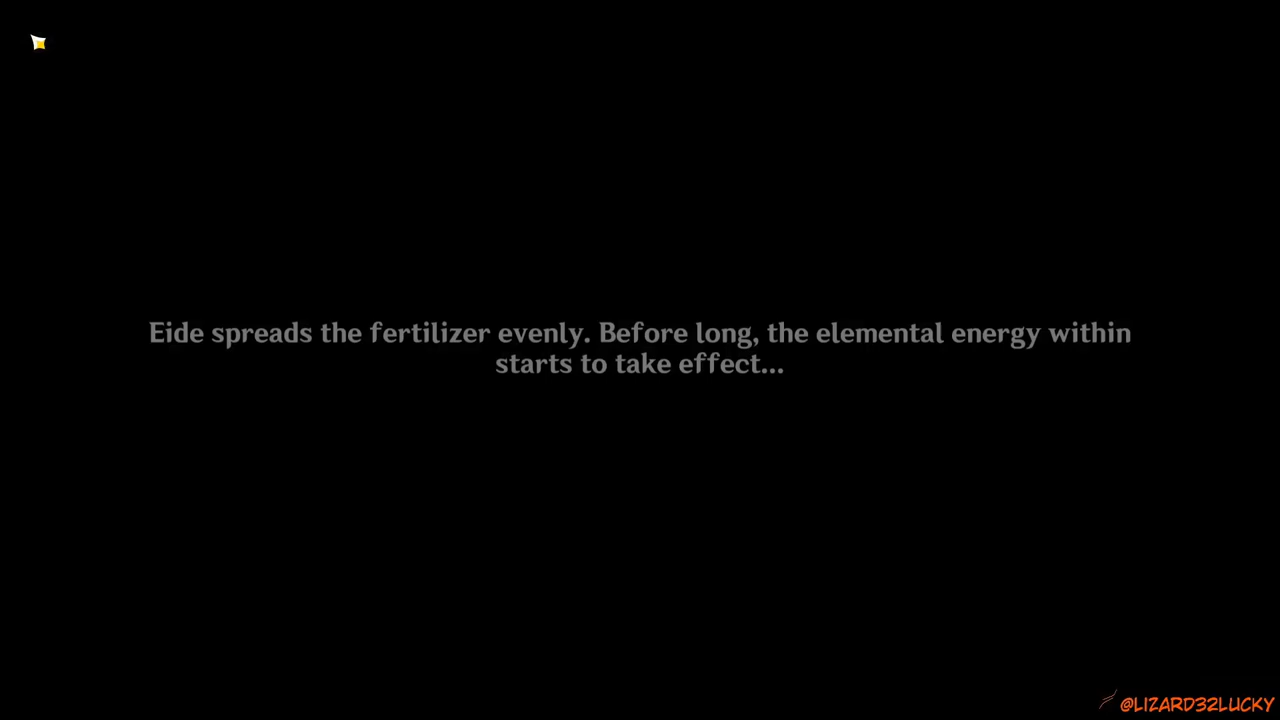 Eide spreads the fertilizer evenly. Before long, the elemental energy within
starts to take effect...
@LIZARD32LUCKY